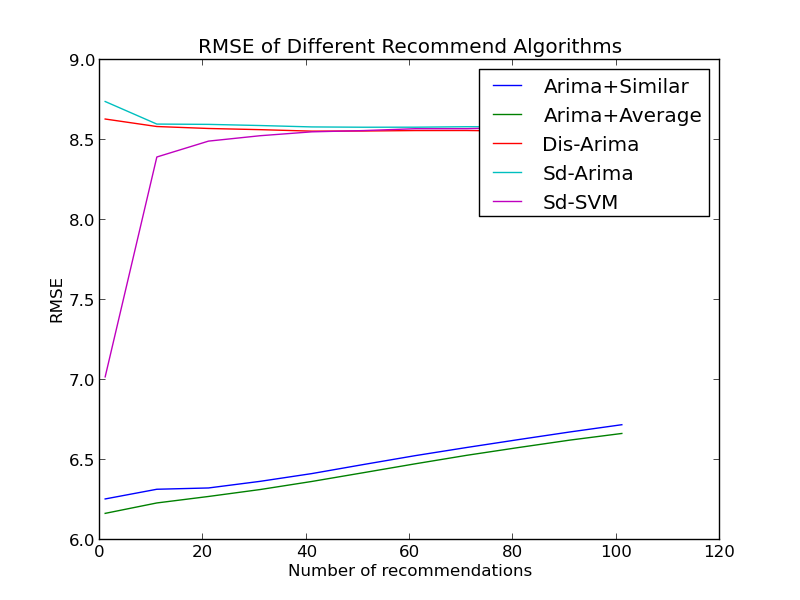 RMSE of Different Recommend Algorithms
9.0
8.5
8.0
7.5
7.0
6.5
6.0
RMSE
Arima+Similar
Arima+Average
Dis-Arima
Sd-Arima
Sd-SVM
0 20 40 60 80 100 120
Number of recommendations